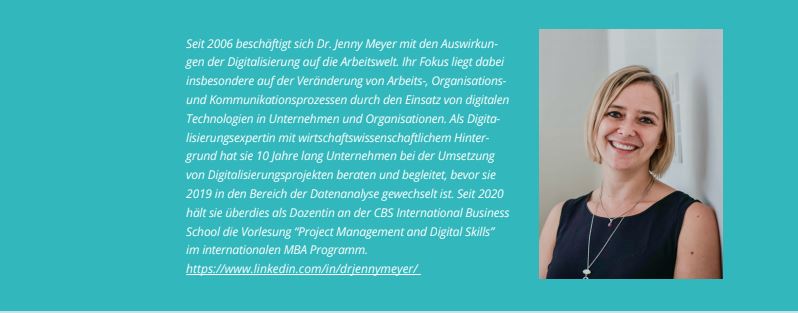 Seit 2006 beschäftigt sich Dr. Jenny Meyer mit den Auswirkun-
gen der Digitalisierung auf die Arbeitswelt. Ihr Fokus liegt dabei
insbesondere auf der Veränderung von Arbeits-, Organisations-
und Kommunikationsprozessen durch den Einsatz von digitalen
Technologien in Unternehmen und Organisationen. Als Digita-
lisierungsexpertin mit wirtschaftswissenschaftlichem Hinter-
grund hat sie 10 Jahre lang Unternehmen bei der Umsetzung
von Digitalisierungsprojekten beraten und begleitet, bevor sie
2019 in den Bereich der Datenanalyse gewechselt ist. Seit 2020
hält sie überdies als Dozentin an der CBS International Business
School die Vorlesung “Project Management and Digital Skills”
im internationalen MBA Programm.
https://www.linkedin.com/in/drjennymeyer/